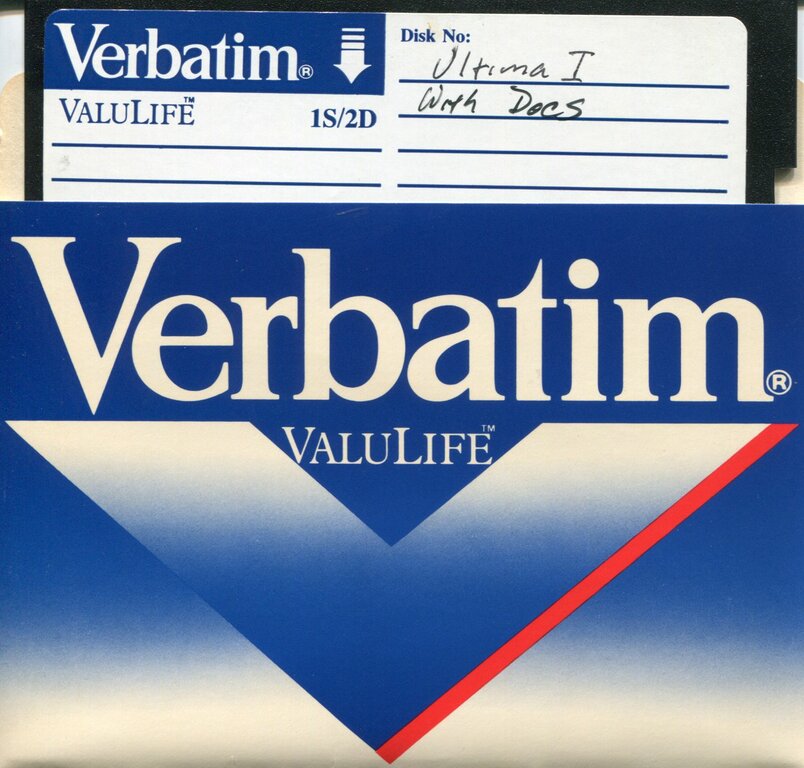 Verbatim®
Disk No:
Ultima I
VALULIFE™
With Docs
1S/2D
Verbatim®
VALULIFE™